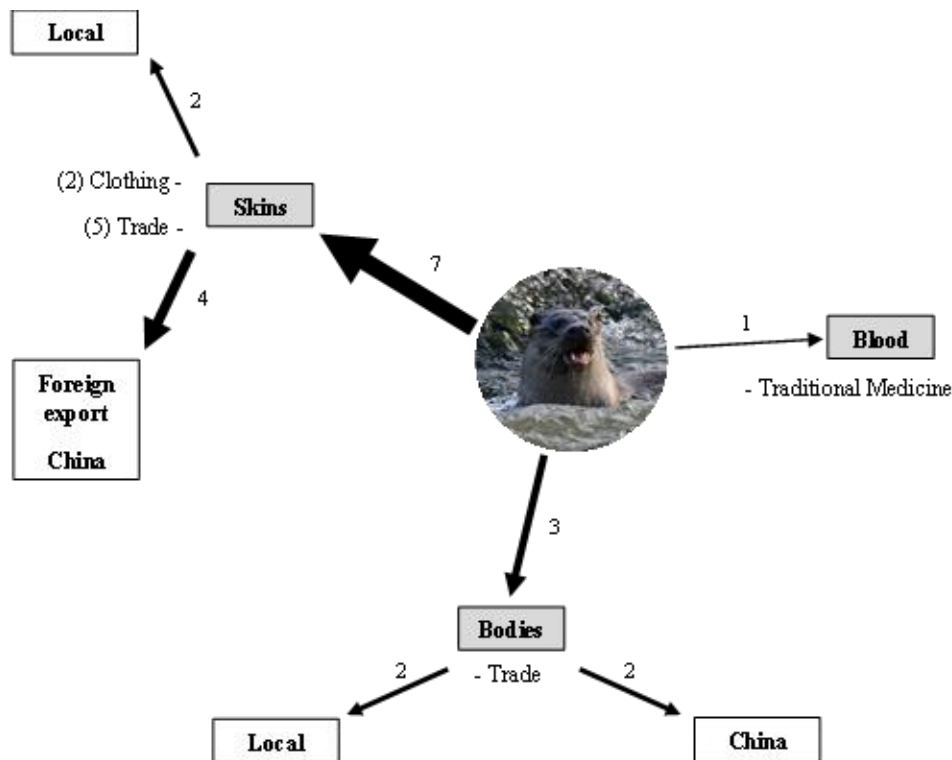 Local
2
(2) Clothing -
(5) Trade -
Skins
7
4
Foreign
export
China
1
Blood
- Traditional Medicine
3
Bodies
- Trade
2
2
Local
China